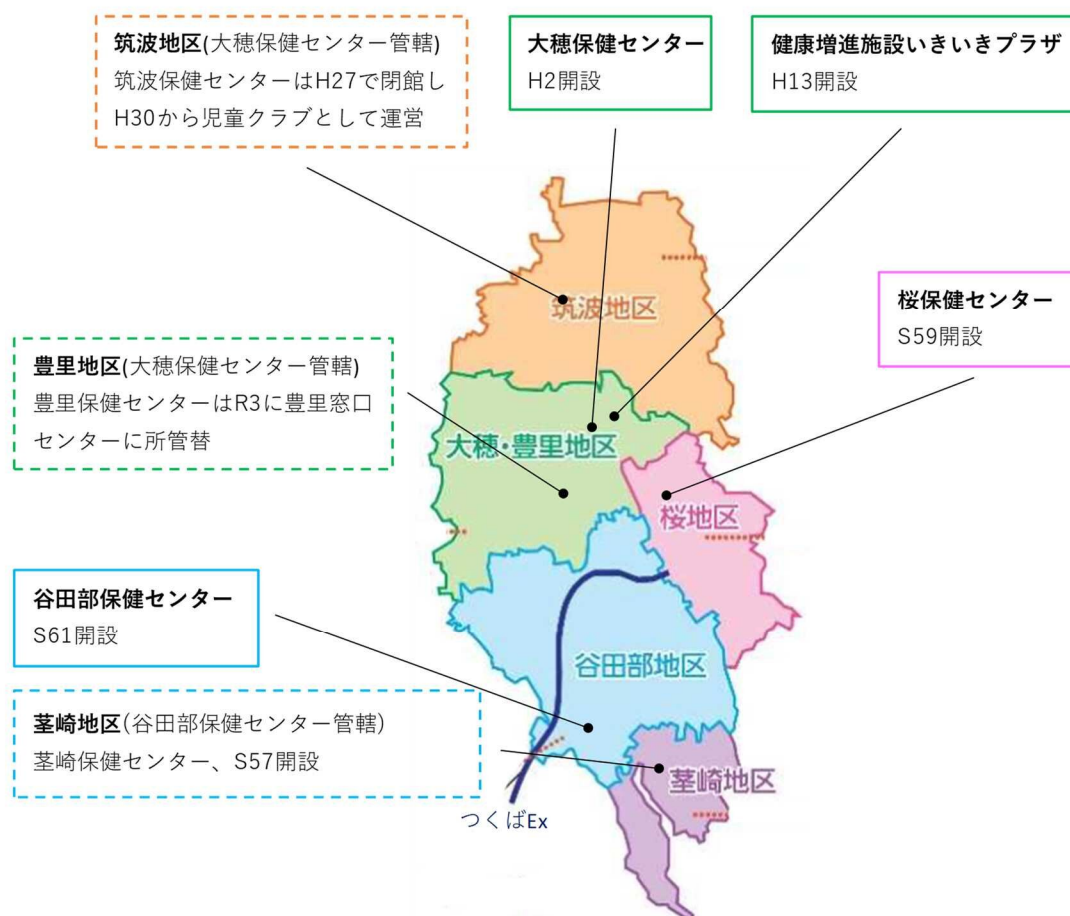 筑波地区(大穂保健センター管轄)
筑波保健センターはH27で閉館し
H30から児童クラブとして運営
大穂保健センター
H2開設
健康増進施設いきいきプラザ
H13開設
筑波地区
桜保健センター
S59開設
豊里地区(大穂保健センター管轄)
豊里保健センターはR3に豊里窓口
センターに所管替
大穂・豊里地区
桜地区
谷田部保健センター
S61開設
谷田部地区
茎崎地区(谷田部保健センター管轄)
茎崎保健センター、S57開設
茎崎地区
つくばEx